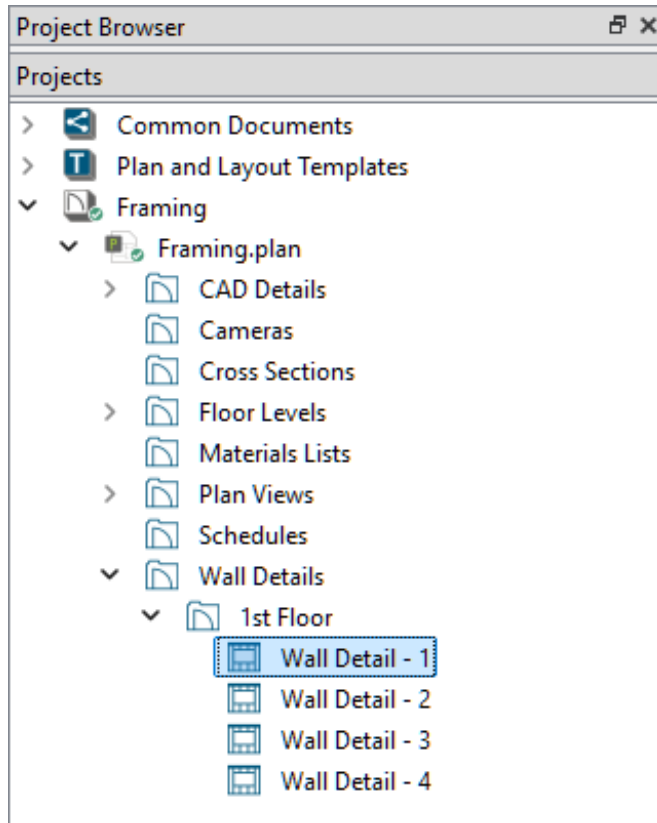 Project Browser
Projects
Common Documents
T Plan and Layout Templates
Framing
P Framing.plan
CAD Details
Cameras
Cross Sections
Floor Levels
Materials Lists
Plan Views
Schedules
Wall Details
1st Floor
Wall Detail - 1
Wall Detail - 2
Wall Detail - 3
Wall Detail - 4